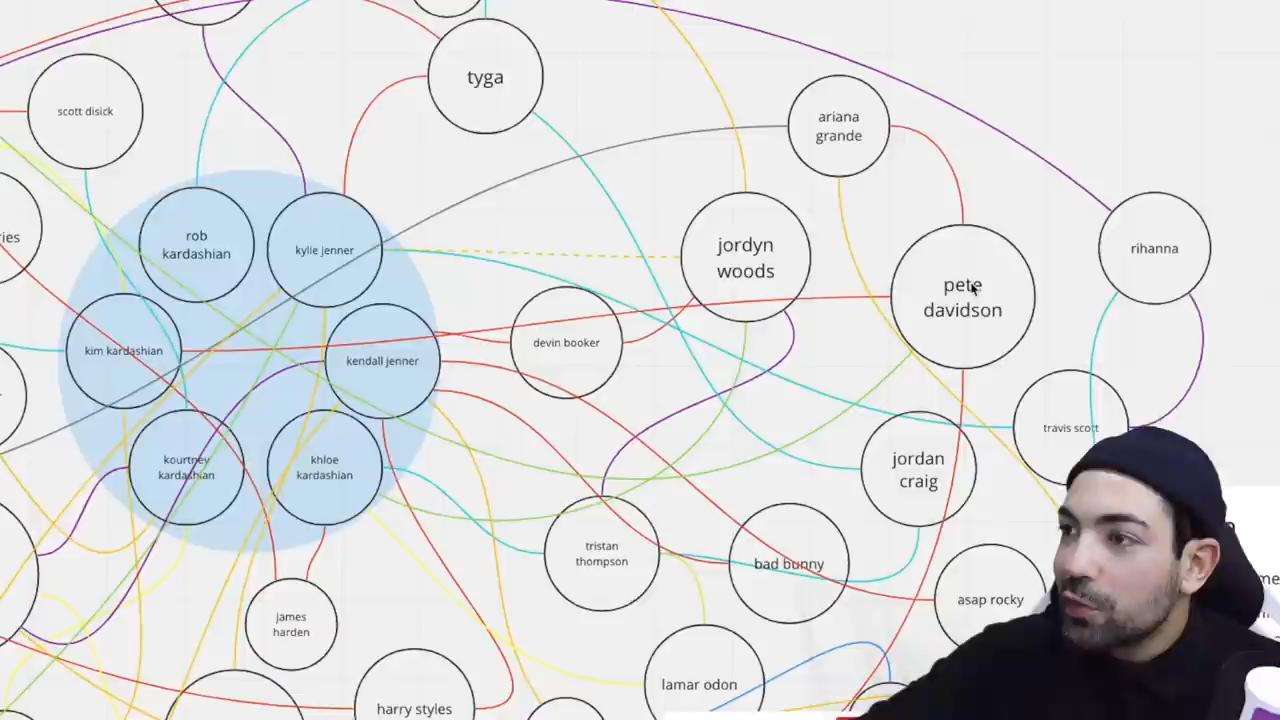 tyga
scott disick
ariana
grande
rob
kardashian
kylie jenner
jordyn
woods
rihanna
ries
pete
davidson
kim kardashian
kendall jenner
devin booker
travis scott
kourtney
kardashian
khloe
kardashian
jordan
craig
tristan
thompson
bad bunny
asap rocky
james
harden
lamar odon
harry styles
me